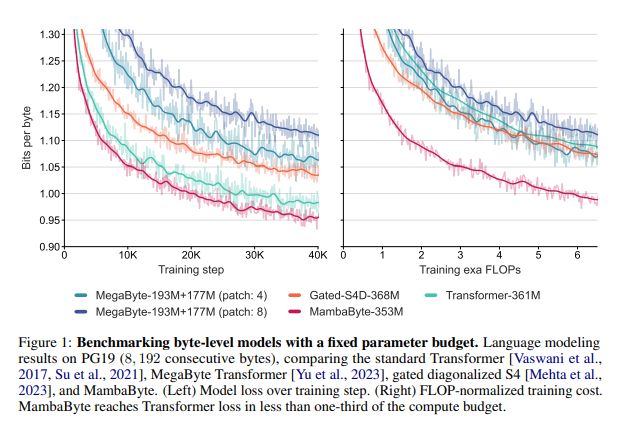 1.30
1.25
1.20
1.15
1.10
1.05
1.00
0.95
0.90
Bits per byte
0 10K 20K 30K 40K
Training step
0 1 2 3 4 5 6
Training exa FLOPs
MegaByte-193M+177M (patch: 4) Gated-S4D-368M Transformer-361M
MegaByte-193M+177M (patch: 8) MambaByte-353M
Figure 1: Benchmarking byte-level models with a fixed parameter budget. Language modeling
results on PG19 (8, 192 consecutive bytes), comparing the standard Transformer [Vaswani et al.,
2017, Su et al., 2021], MegaByte Transformer [Yu et al., 2023], gated diagonalized S4 [Mehta et al.,
2023], and MambaByte. (Left) Model loss over training step. (Right) FLOP-normalized training cost.
MambaByte reaches Transformer loss in less than one-third of the compute budget.